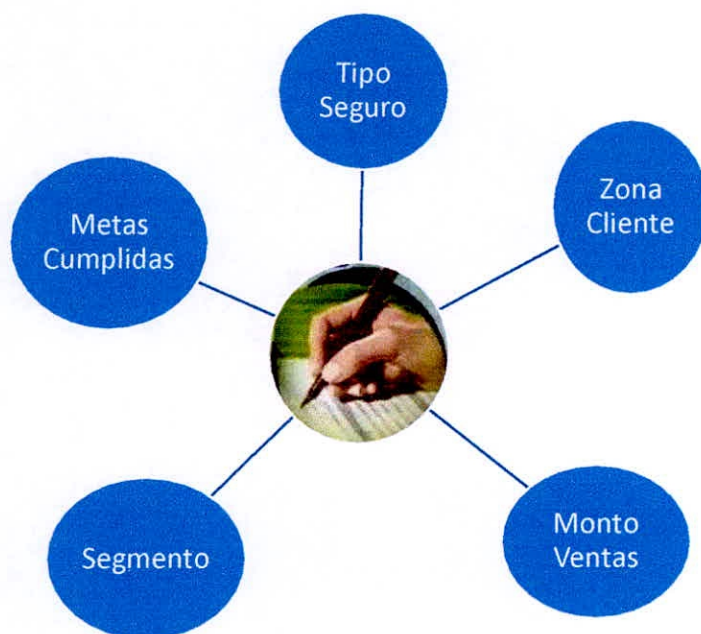 Tipo
Seguro
Zona
Cliente
Metas
Cumplidas
Monto
Ventas
Segmento